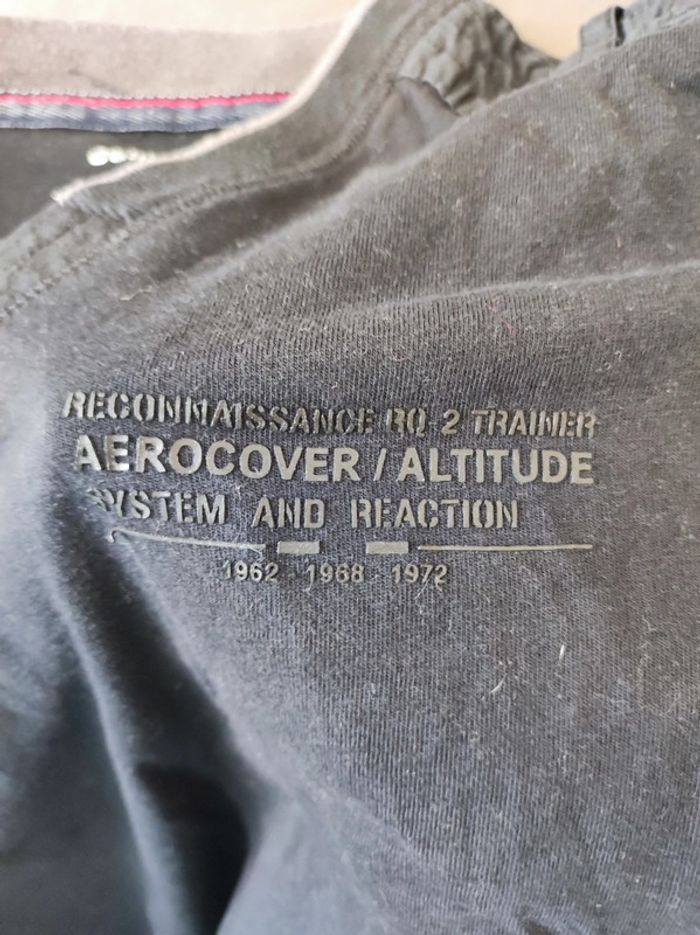 RECONNAISSANCE RQ-2 TRAINER
AEROCOVER / ALTITUDE
SYSTEM AND REACTION
1962 - 1968 - 1972